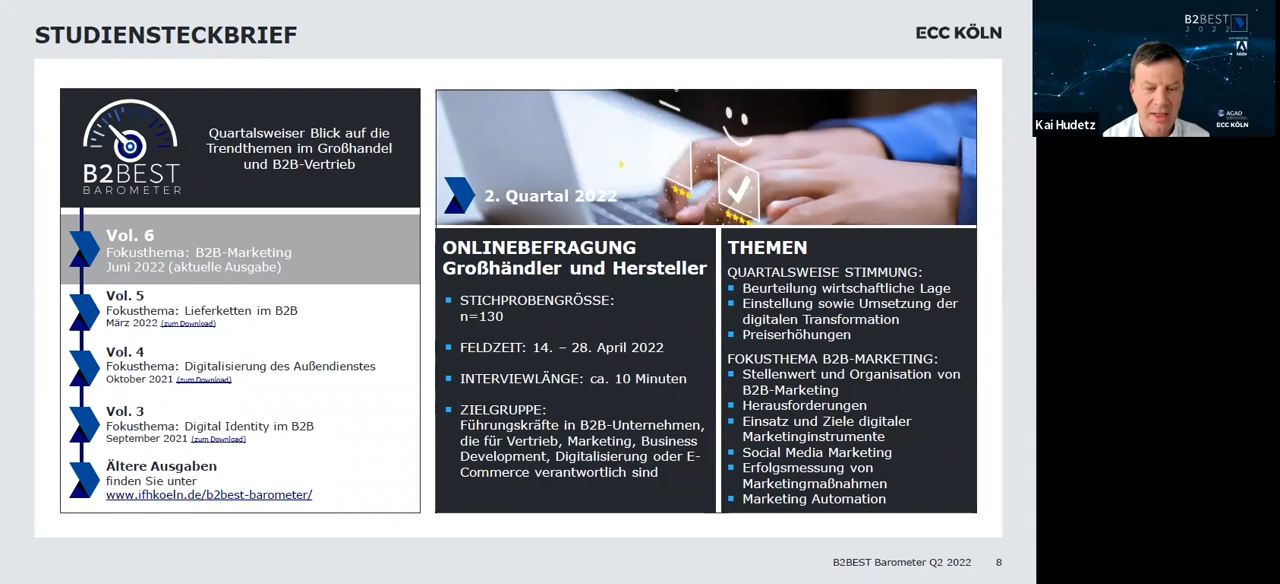 STUDIENSTECKBRIEF
ECC KÖLN
B2BEST
BAROMETER
Quartalsweiser Blick auf die
Trendthemen im Großhandel
und B2B-Vertrieb
Vol. 6
Fokusthema: B2B-Marketing
Juni 2022 (aktuelle Ausgabe)
Vol. 5
Fokusthema: Lieferketten im B2B
März 2022 (zum Download)
Vol. 4
Fokusthema: Digitalisierung des Außendienstes
Oktober 2021 (zum Download)
Vol. 3
Fokusthema: Digital Identity im B2B
September 2021 (zum Download)
Ältere Ausgaben
finden Sie unter
www.ifhkoeln.de/b2best-barometer/
2. Quartal 2022
ONLINEBEFRAGUNG
Großhändler und Hersteller
STICHPROBENGRÖSSE:
n=130
FELDZEIT: 14. – 28. April 2022
INTERVIEWLÄNGE: ca. 10 Minuten
ZIELGRUPPE:
Führungskräfte in B2B-Unternehmen,
die für Vertrieb, Marketing, Business
Development, Digitalisierung oder E-
Commerce verantwortlich sind
THEMEN
QUARTALSWEISE STIMMUNG:
Beurteilung wirtschaftliche Lage
Einstellung sowie Umsetzung der
digitalen Transformation
Preiserhöhungen
FOKUSTHEMA B2B-MARKETING:
Stellenwert und Organisation von
B2B-Marketing
Herausforderungen
Einsatz und Ziele digitaler
Marketinginstrumente
Social Media Marketing
Erfolgsmessung von
Marketingmaßnahmen
Marketing Automation
B2BEST Barometer Q2 2022
8
B2BEST
2022
Adobe
Kai Hudetz
AGAD
ECC KÖLN